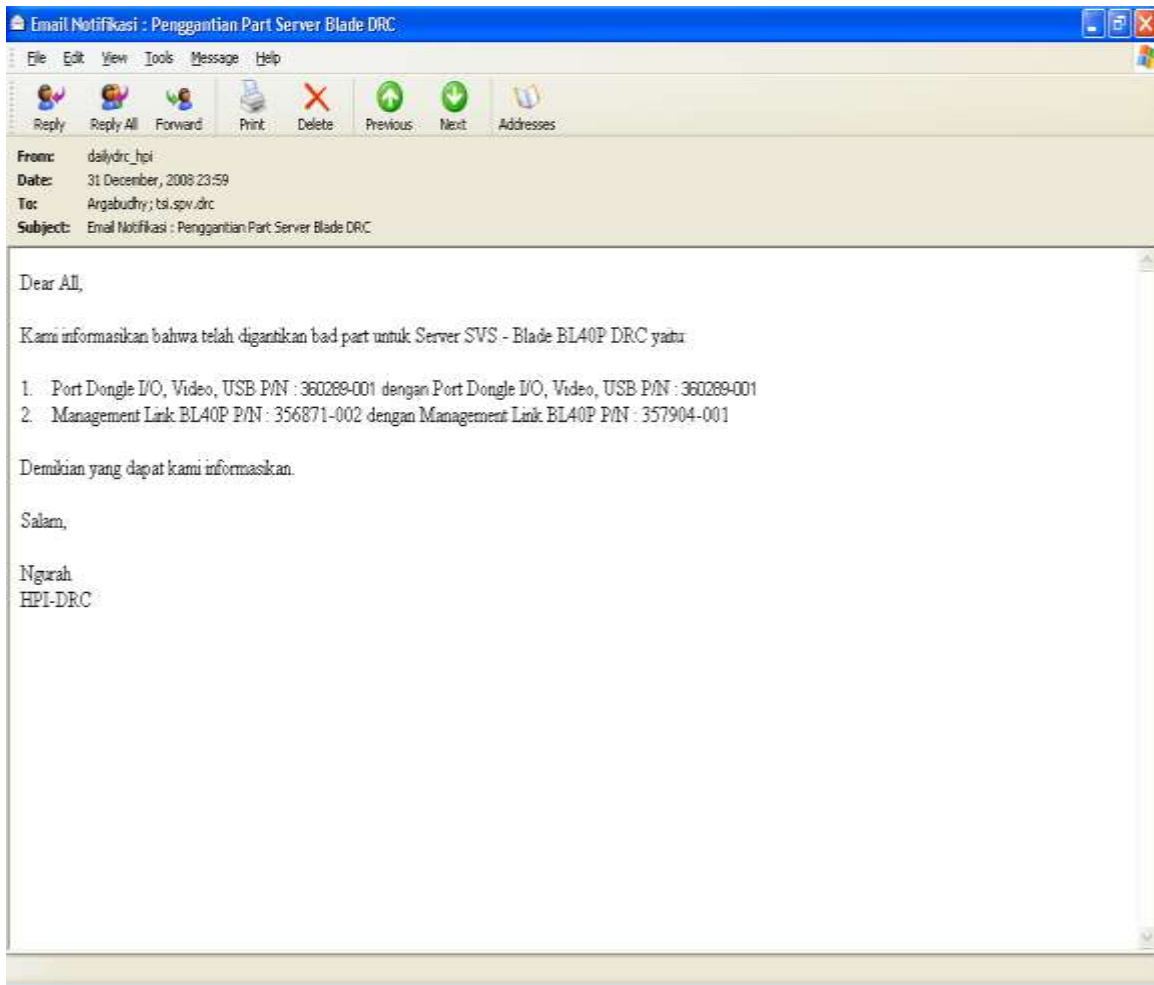 Email Notifikasi : Penggantian Part Server Blade DRC
File Edit View Tools Message Help
Reply Reply All Forward Print Delete Previous Next Addresses
From: dailydrc_hpi
Date: 31 December, 2008 23:59
To: Argabudhy; tsi.spv.drc
Subject: Email Notifikasi : Penggantian Part Server Blade DRC
Dear All,
Kami informasikan bahwa telah digantikan bad part untuk Server SVS - Blade BL40P DRC yaitu:
1. Port Dongle I/O, Video, USB P/N : 360289-001 dengan Port Dongle I/O, Video, USB P/N : 360289-001
2. Management Link BL40P P/N : 356871-002 dengan Management Link BL40P P/N : 357904-001
Demikian yang dapat kami informasikan.
Salam,
Ngurah
HPI-DRC